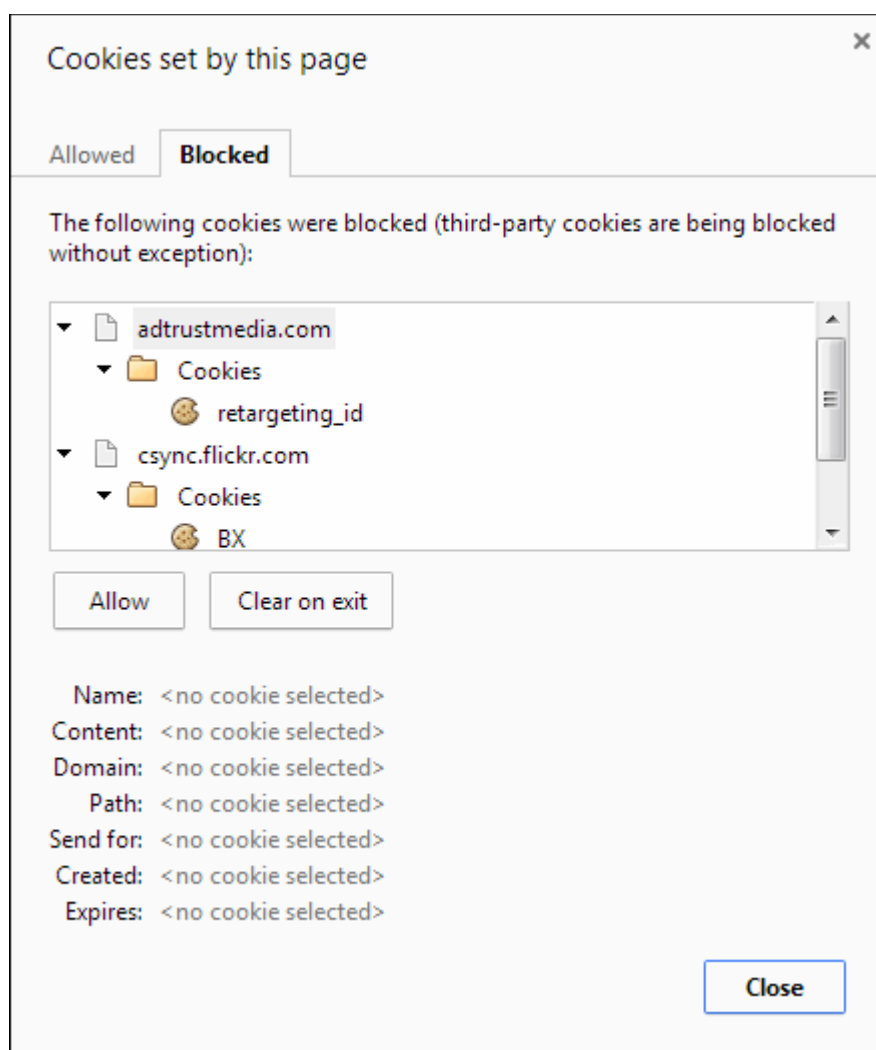 Cookies set by this page
Allowed
Blocked
The following cookies were blocked (third-party cookies are being blocked
without exception):
adtrustmedia.com
Cookies
retargeting_id
csync.flickr.com
Cookies
BX
Allow
Clear on exit
Name: <no cookie selected>
Content: <no cookie selected>
Domain: <no cookie selected>
Path: <no cookie selected>
Send for: <no cookie selected>
Created: <no cookie selected>
Expires: <no cookie selected>
Close